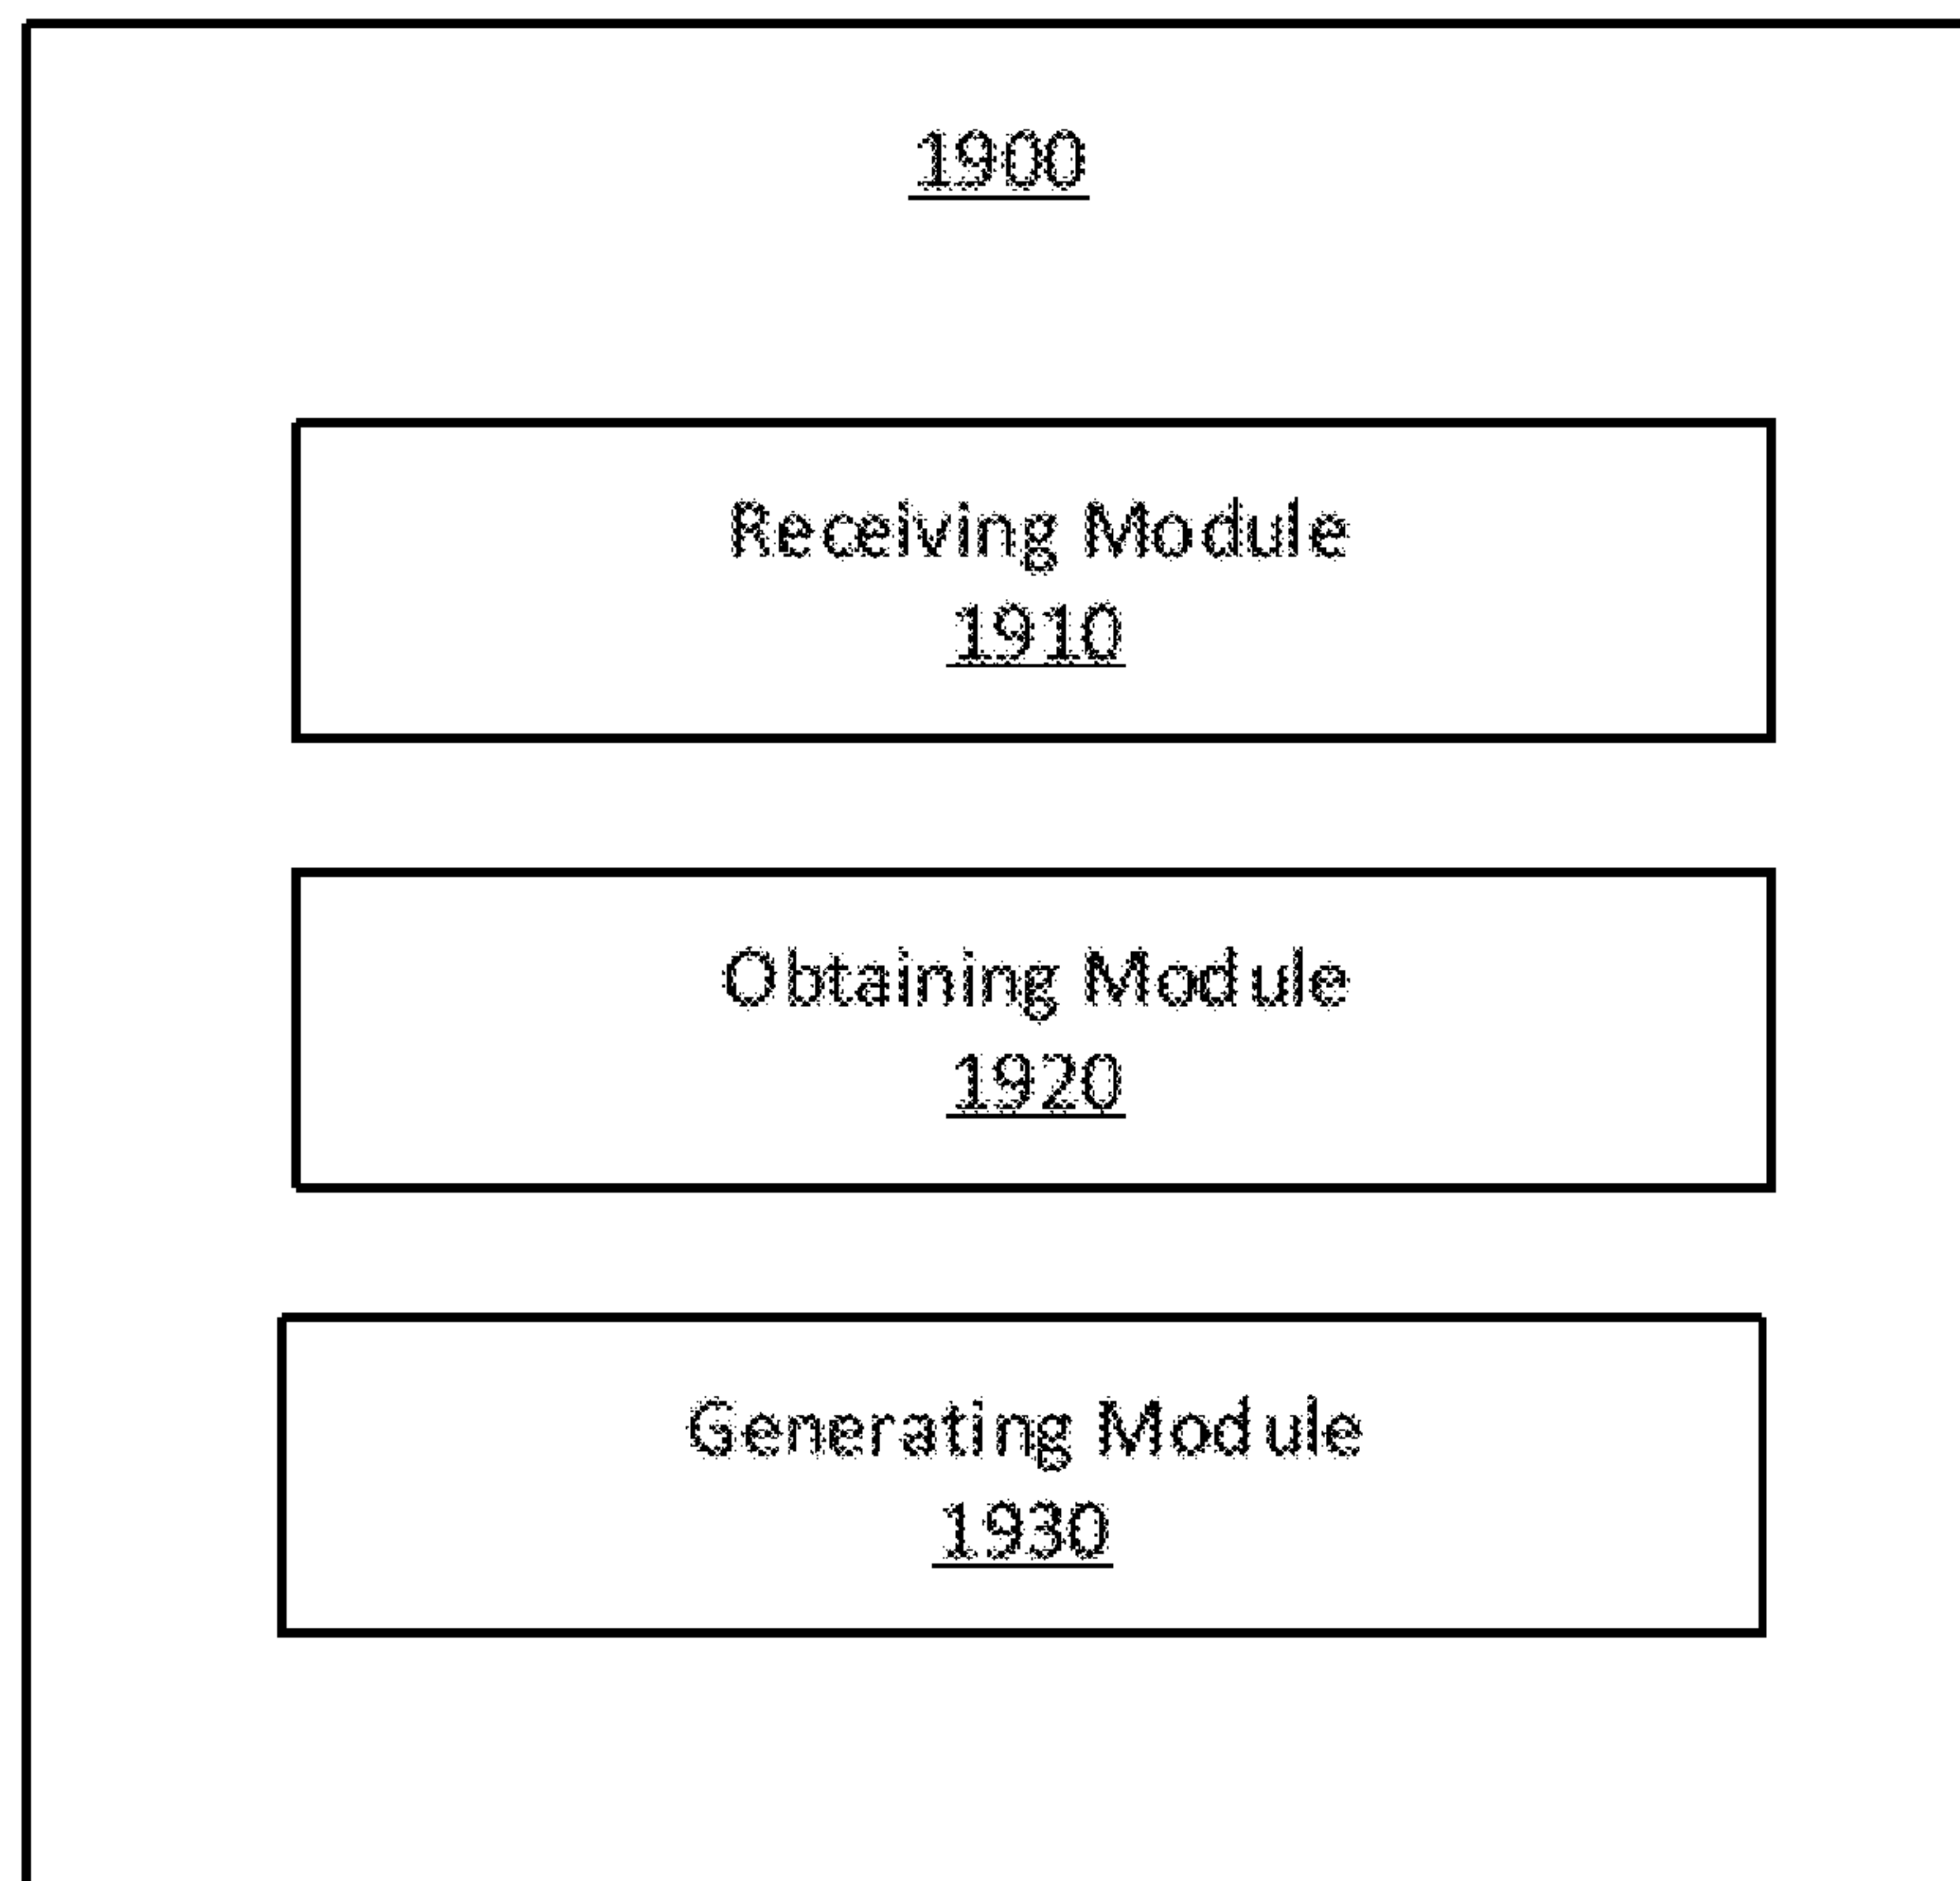 1900
Receiving Module
1910
Obtaining Module
1920
Generating Module
1930